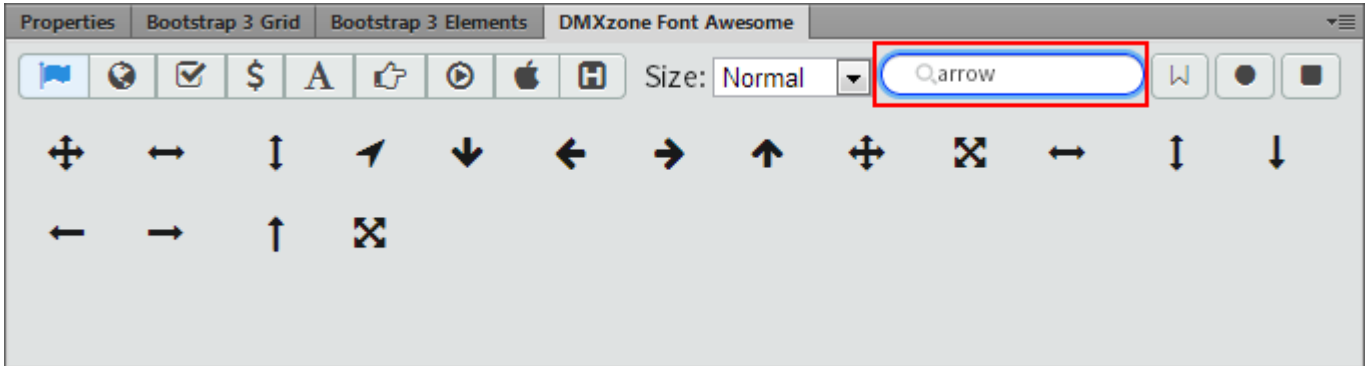 Properties Bootstrap 3 Grid Bootstrap 3 Elements DMXzone Font Awesome
Size: Normal arrow